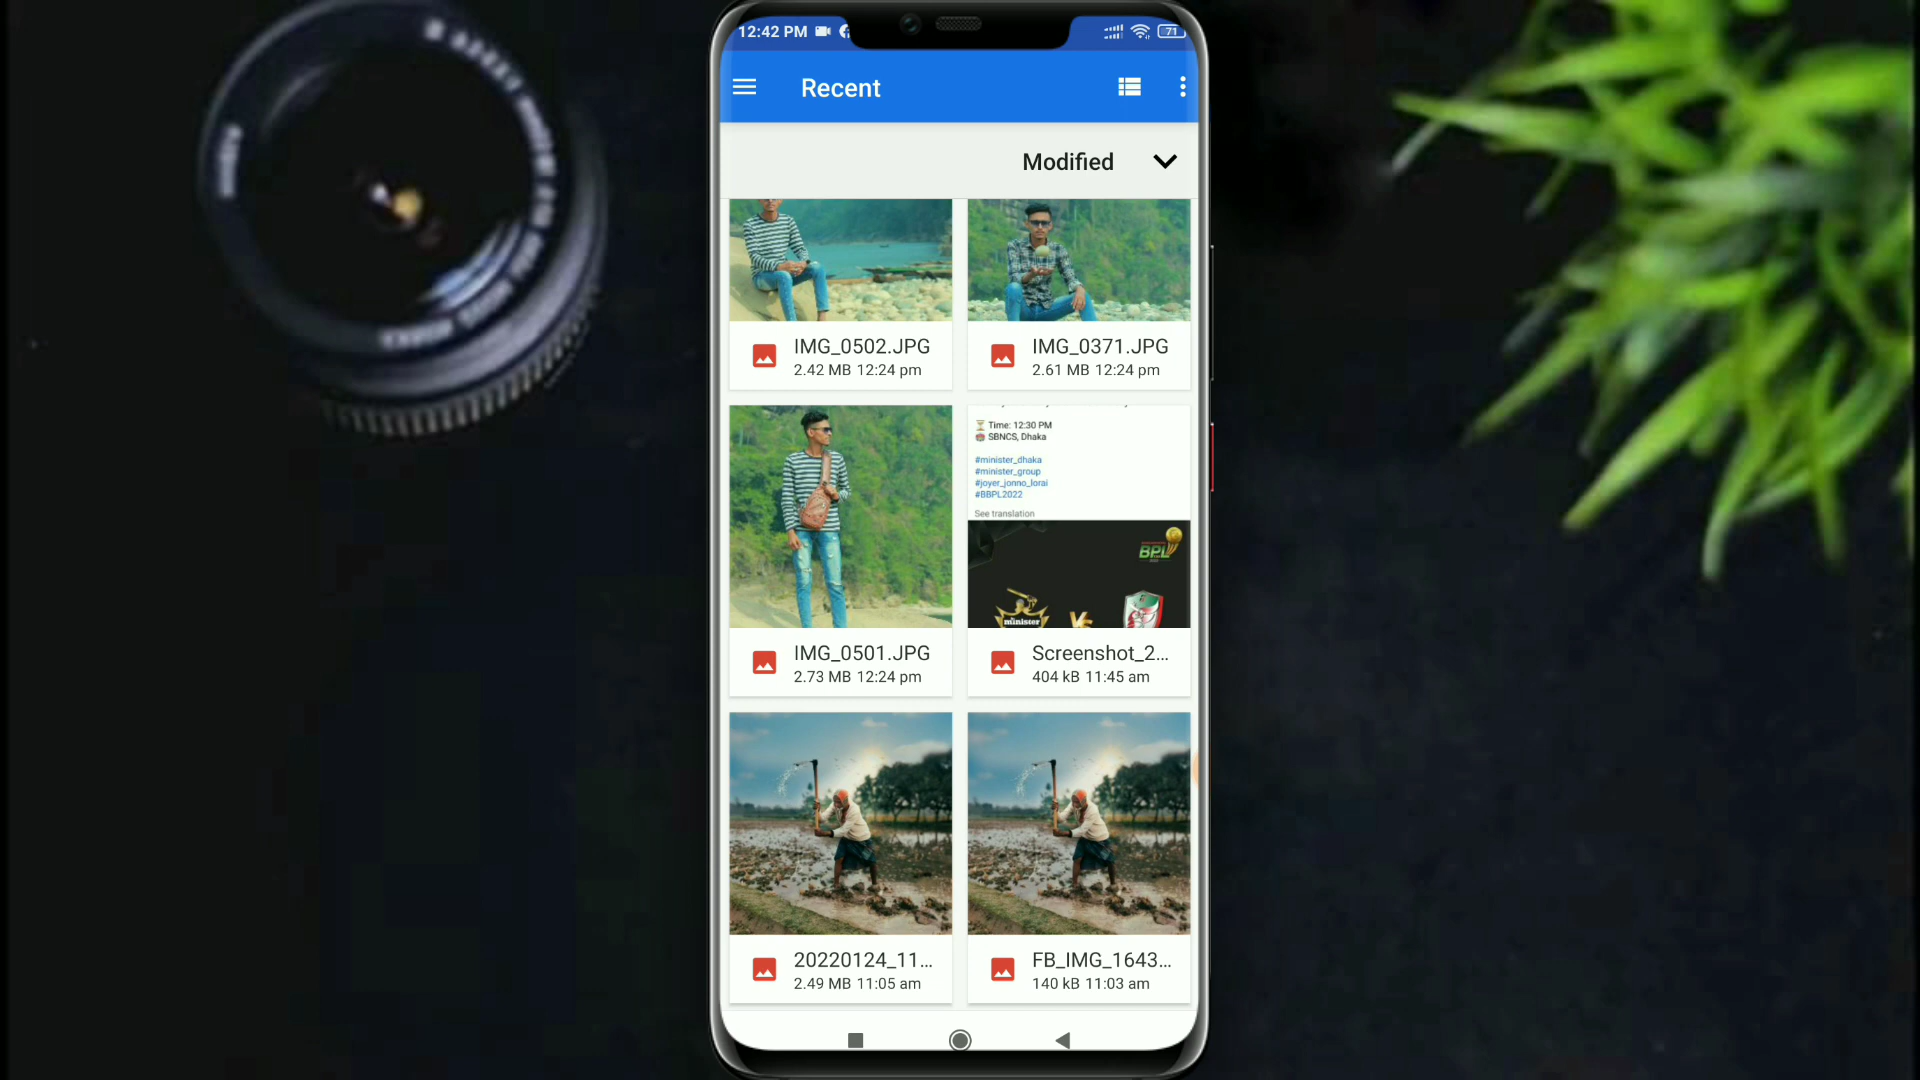 12:42 PM
71
Recent
Modified
IMG_0502.JPG
2.42 MB 12:24 pm
IMG_0371.JPG
2.61 MB 12:24 pm
Time: 12:30 PM
SBNCS, Dhaka
#minister_dhaka
#minister_group
#joyer_jonno_lorai
#BBPL2022
See translation
BPL
minister
VS
IMG_0501.JPG
2.73 MB 12:24 pm
Screenshot_2...
404 kB 11:45 am
20220124_11...
2.49 MB 11:05 am
FB_IMG_1643...
140 kB 11:03 am